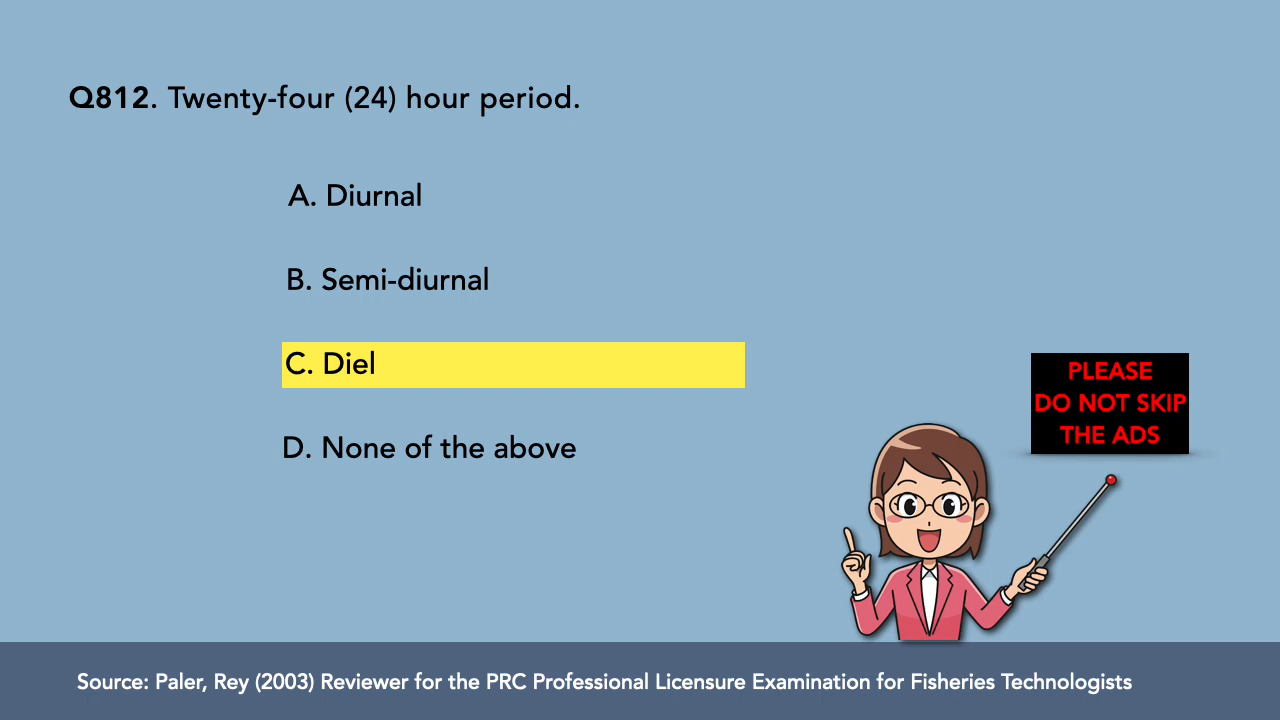 Q812. Twenty-four (24) hour period.
A. Diurnal
B. Semi-diurnal
C. Diel
D. None of the above
PLEASE
DO NOT SKIP
THE ADS
Source: Paler, Rey (2003) Reviewer for the PRC Professional Licensure Examination for Fisheries Technologists